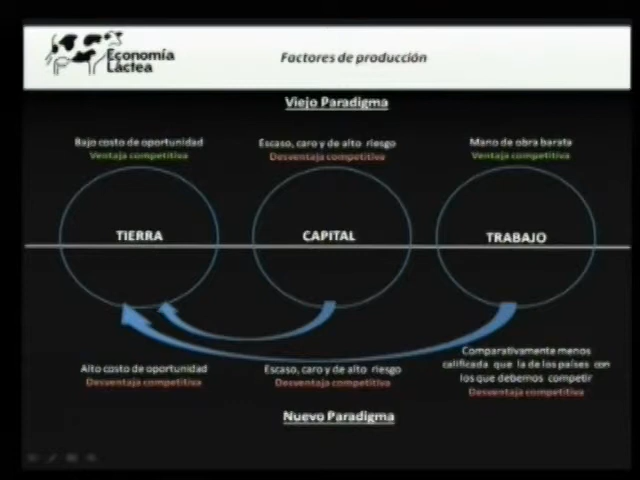 Economía
Láctea
Factores de producción
Viejo Paradigma
Bajo costo de oportunidad
Ventaja competitiva
Escaso, caro y de alto riesgo
Desventaja competitiva
Mano de obra barata
Ventaja competitiva
TIERRA
CAPITAL
TRABAJO
Alto costo de oportunidad
Desventaja competitiva
Escaso, caro y de alto riesgo
Desventaja competitiva
Comparativamente menos
calificada que la de los países con
los que debemos competir
Desventaja competitiva
Nuevo Paradigma